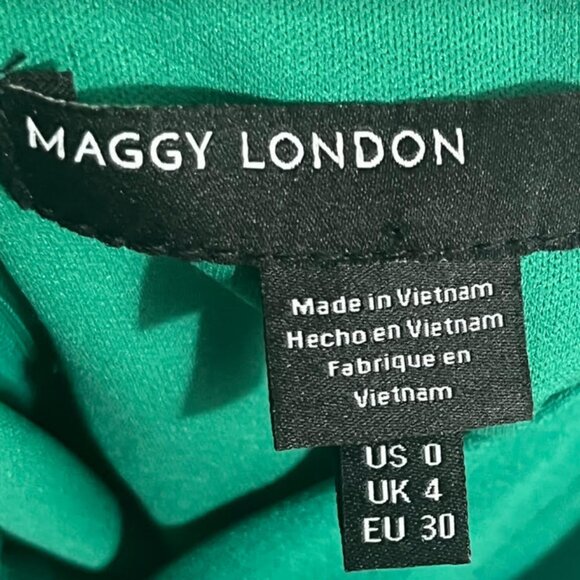 MAGGY LONDON
Made in Vietnam
Hecho en Vietnam
Fabrique en
Vietnam
US 0
UK 4
EU 30